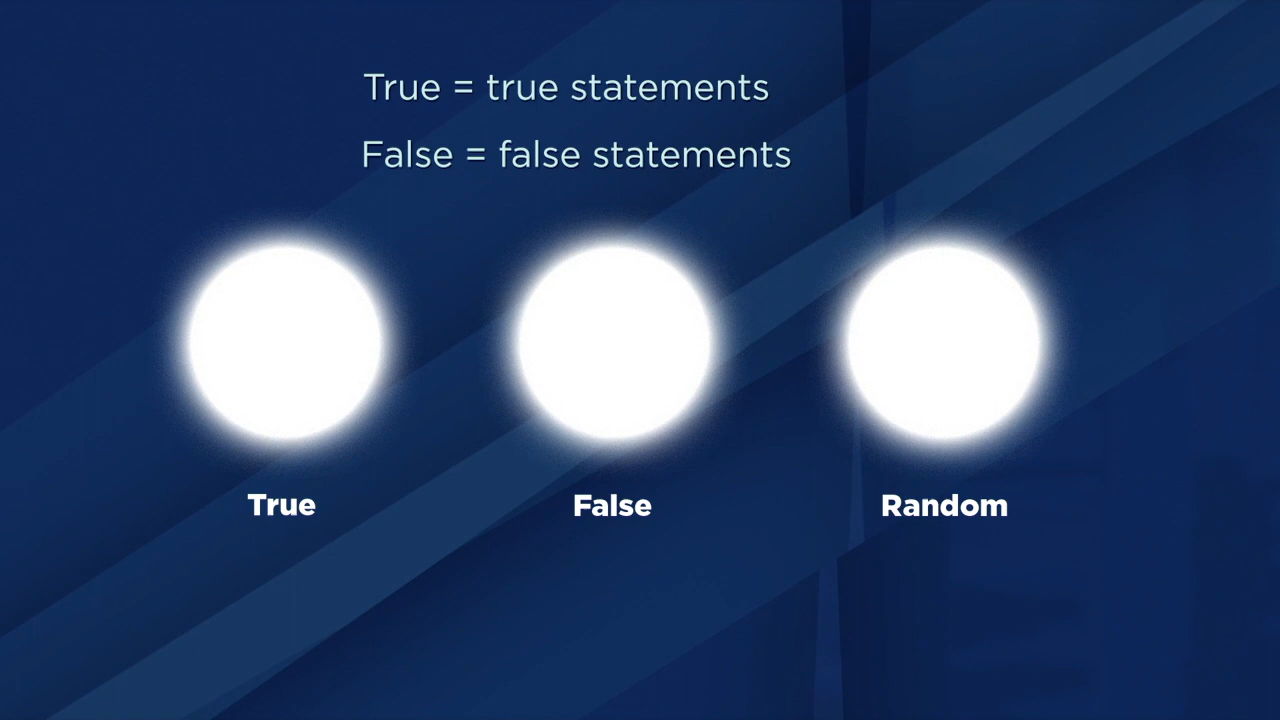 True = true statements
False = false statements
True
False
Random